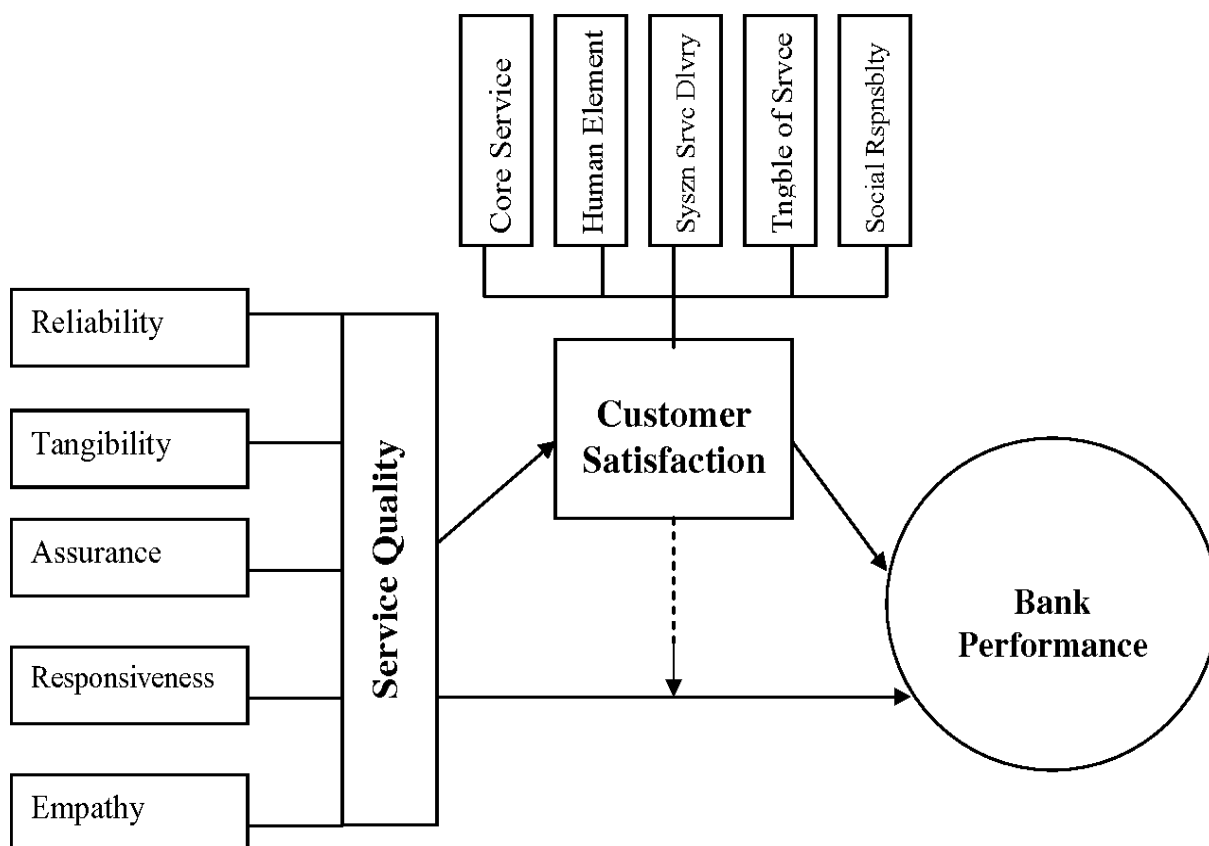 Core Service
Human Element
Syszn Srvc Dlvry
Tngble of Srvce
Social Rspnsblty
Reliability
Tangibility
Assurance
Responsiveness
Empathy
Service Quality
Customer
Satisfaction
Bank
Performance